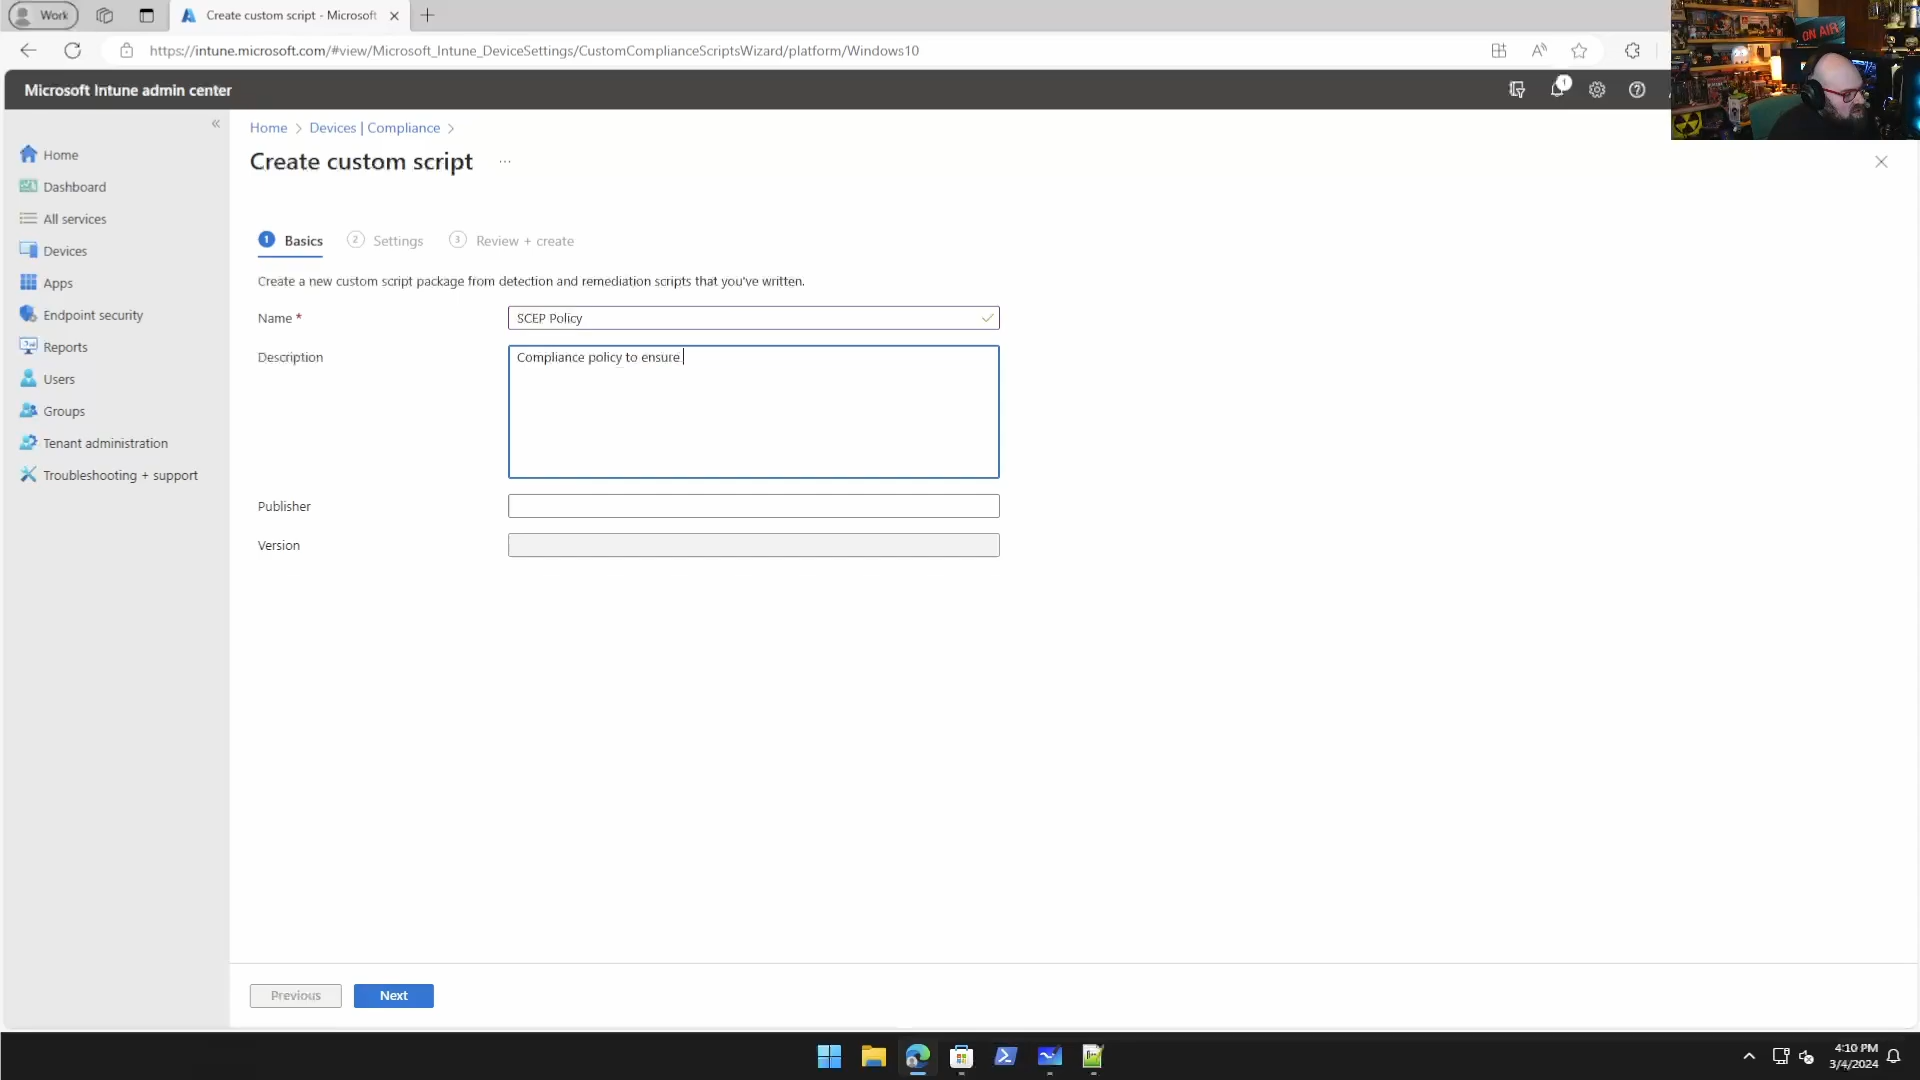 Work
Create custom script - Microsoft
https://intune.microsoft.com/#view/Microsoft_Intune_DeviceSettings/CustomComplianceScriptsWizard/platform/Windows10
Microsoft Intune admin center
1
ON AIR
Home
Dashboard
All services
Devices
Apps
Endpoint security
Reports
Users
Groups
Tenant administration
Troubleshooting + support
Home > Devices | Compliance >
Create custom script ...
1 Basics 2 Settings 3 Review + create
Create a new custom script package from detection and remediation scripts that you've written.
Name * SCEP Policy
Description Compliance policy to ensure
Publisher
Version
Previous Next
4:10 PM
3/4/2024